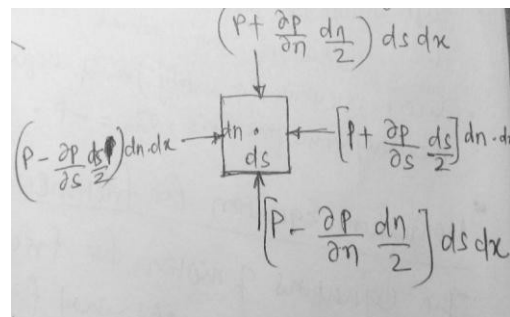 (P + ∂P/∂n dn/2) ds dx
(P - ∂P/∂s ds/2) dn·dx
dn
ds
[P + ∂P/∂s ds/2] dn·
[P - ∂P/∂n dn/2] ds dx